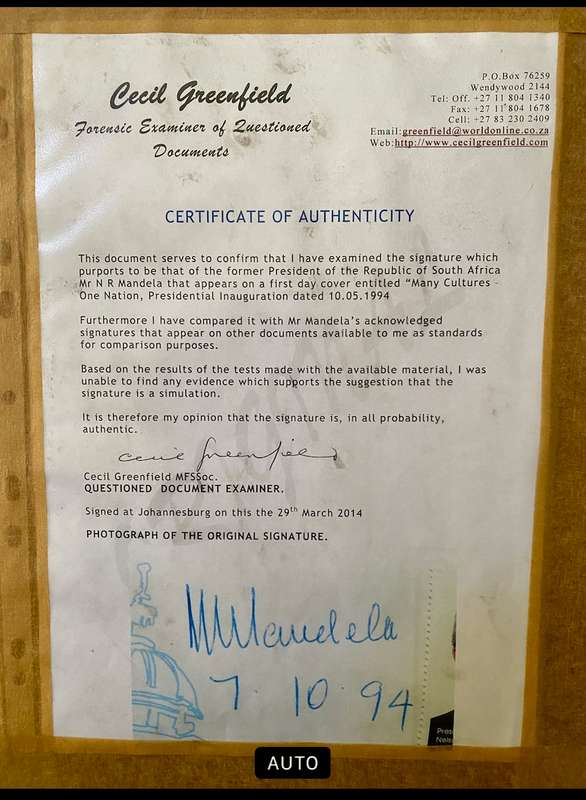 Cecil Greenfield
Forensic Examiner of Questioned
Documents
P.O.Box 76259
Wendywood 2144
Tel: Off. +27 11 804 1340
Fax: +27 11 804 1678
Cell: +27 83 230 2409
Email:greenfield@worldonline.co.za
Web:http://www.cecilgreenfield.com
CERTIFICATE OF AUTHENTICITY
This document serves to confirm that I have examined the signature which
purports to be that of the former President of the Republic of South Africa
Mr N R Mandela that appears on a first day cover entitled “Many Cultures -
One Nation, Presidential Inauguration dated 10.05.1994
Furthermore I have compared it with Mr Mandela’s acknowledged
signatures that appear on other documents available to me as standards
for comparison purposes.
Based on the results of the tests made with the available material, I was
unable to find any evidence which supports the suggestion that the
signature is a simulation.
It is therefore my opinion that the signature is, in all probability,
authentic.
Cecil Greenfield
Cecil Greenfield MFSSoc.
QUESTIONED DOCUMENT EXAMINER.
Signed at Johannesburg on this the 29th March 2014
PHOTOGRAPH OF THE ORIGINAL SIGNATURE.
NMandela
7. 10. 94
Pres
Nels
AUTO